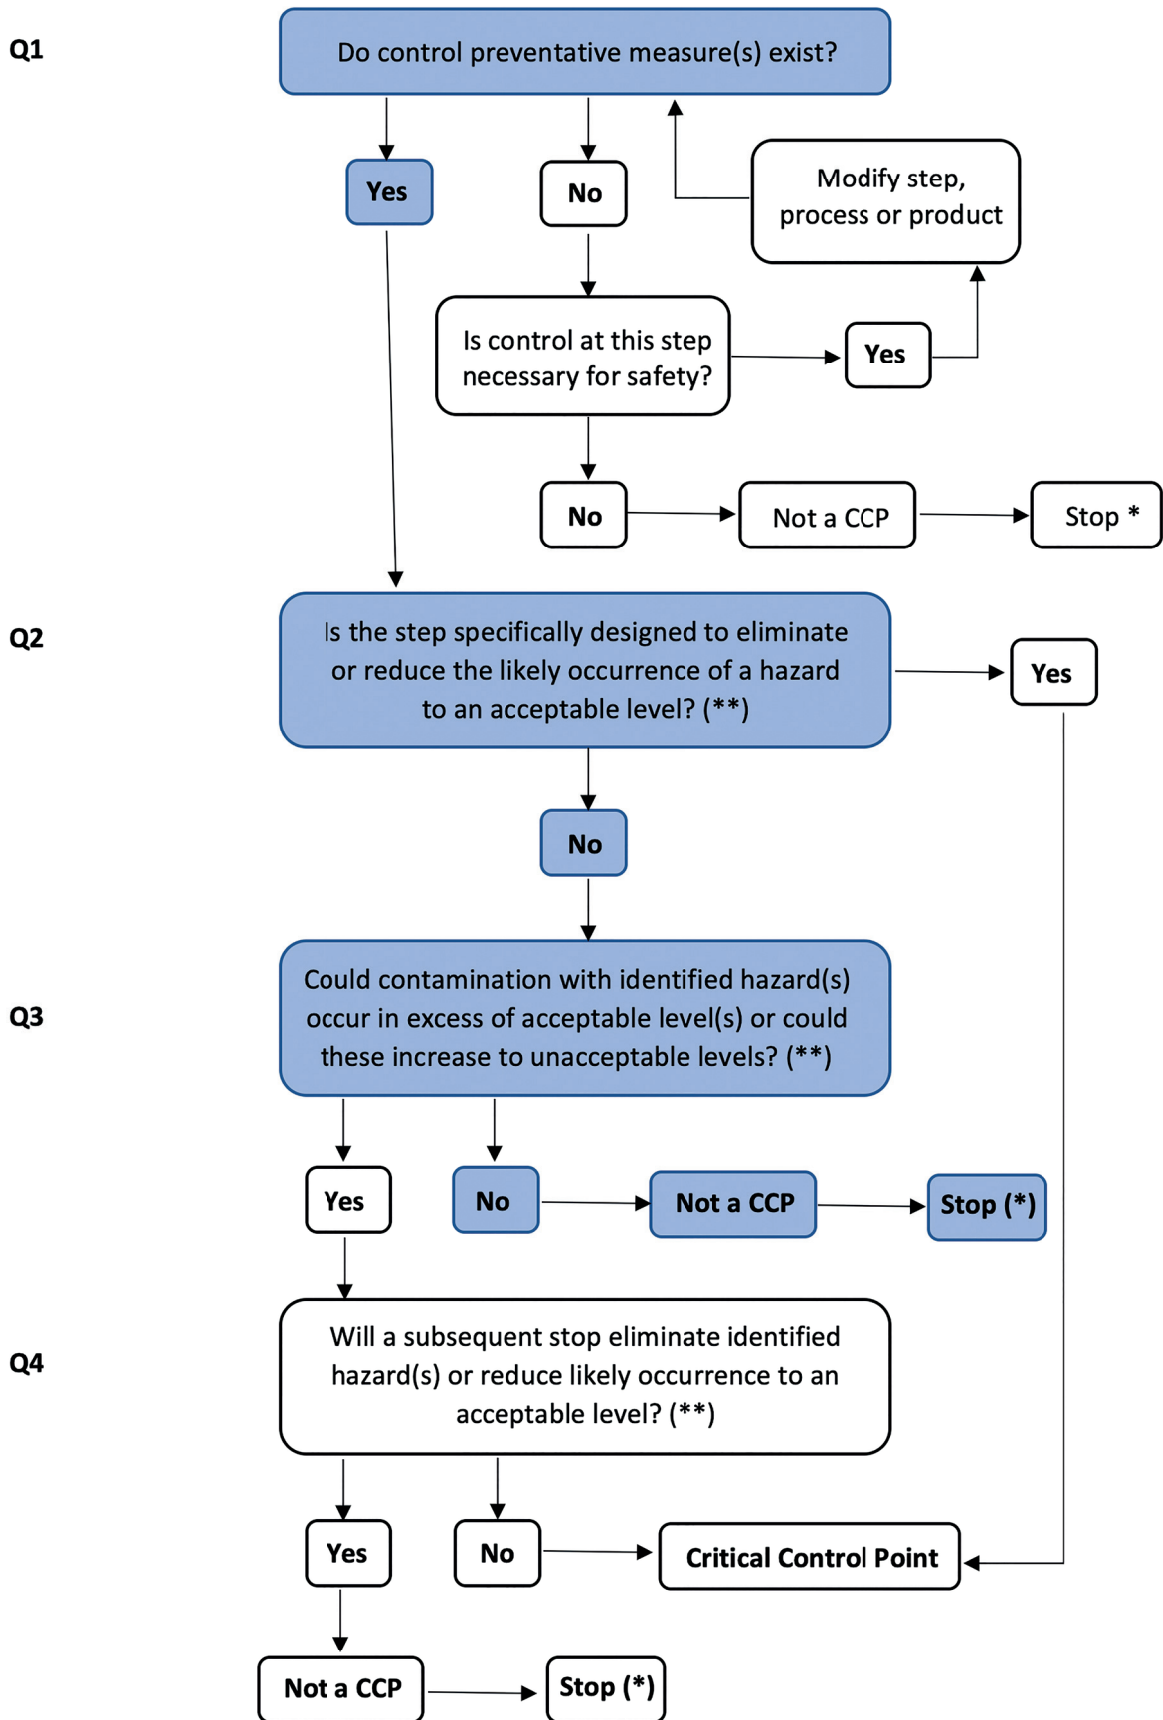 Q1
Do control preventative measure(s) exist?
Yes
No
Modify step,
process or product
Is control at this step
necessary for safety?
Yes
No
Not a CCP
Stop *
Q2
Is the step specifically designed to eliminate
or reduce the likely occurrence of a hazard
to an acceptable level? (**)
Yes
No
Q3
Could contamination with identified hazard(s)
occur in excess of acceptable level(s) or could
these increase to unacceptable levels? (**)
Yes
No
Not a CCP
Stop (*)
Q4
Will a subsequent stop eliminate identified
hazard(s) or reduce likely occurrence to an
acceptable level? (**)
Yes
No
Critical Control Point
Not a CCP
Stop (*)